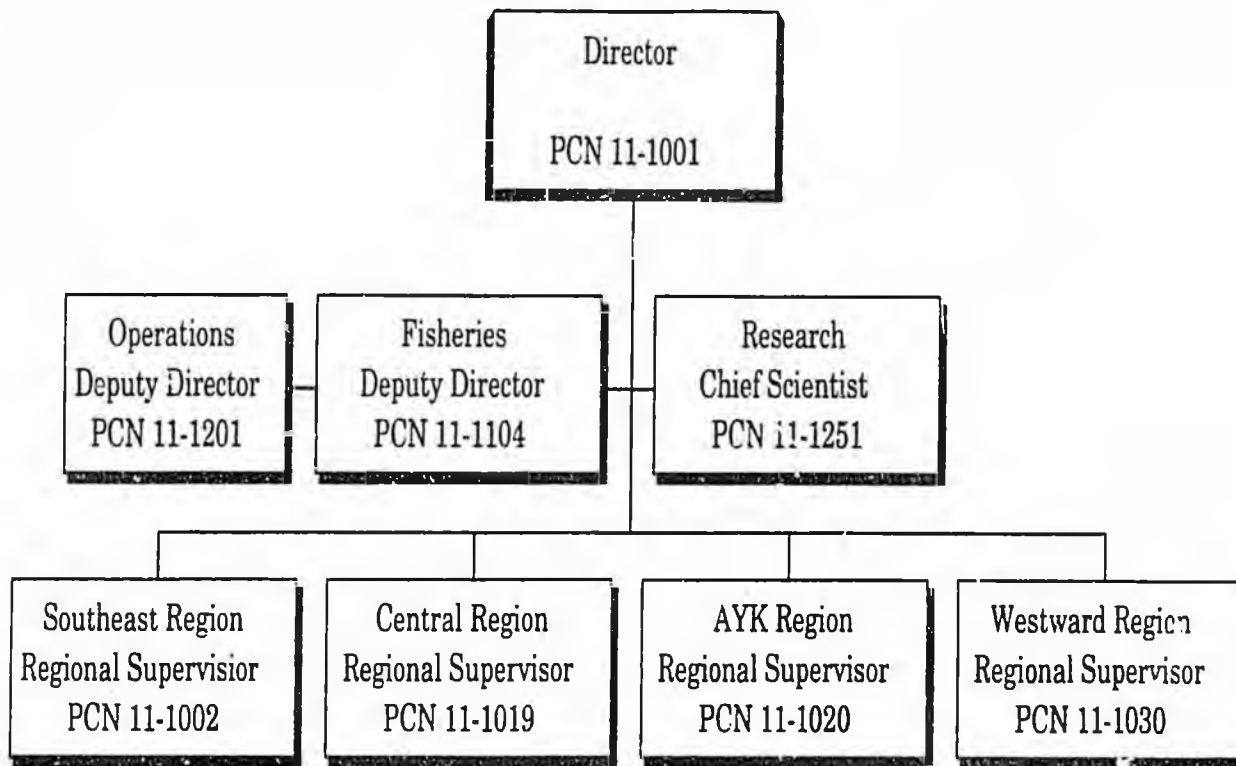 Director
PCN 11-1001
Operations
Deputy Director
PCN 11-1201
Fisheries
Deputy Director
PCN 11-1104
Research
Chief Scientist
PCN 11-1251
Southeast Region
Regional Supervisior
PCN 11-1002
Central Region
Regional Supervisor
PCN 11-1019
AYK Region
Regional Supervisor
PCN 11-1020
Westward Region
Regional Supervisor
PCN 11-1030